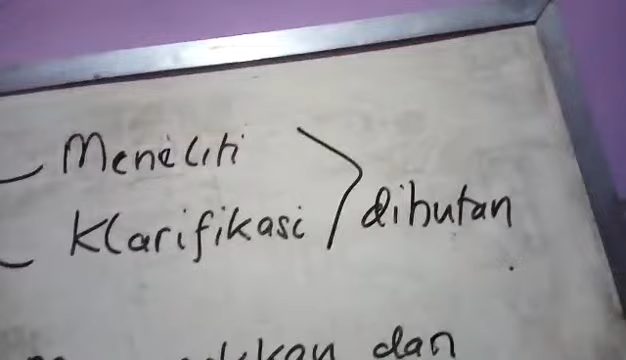 - Meneliti
- Klarifikasi > dihutan
dan